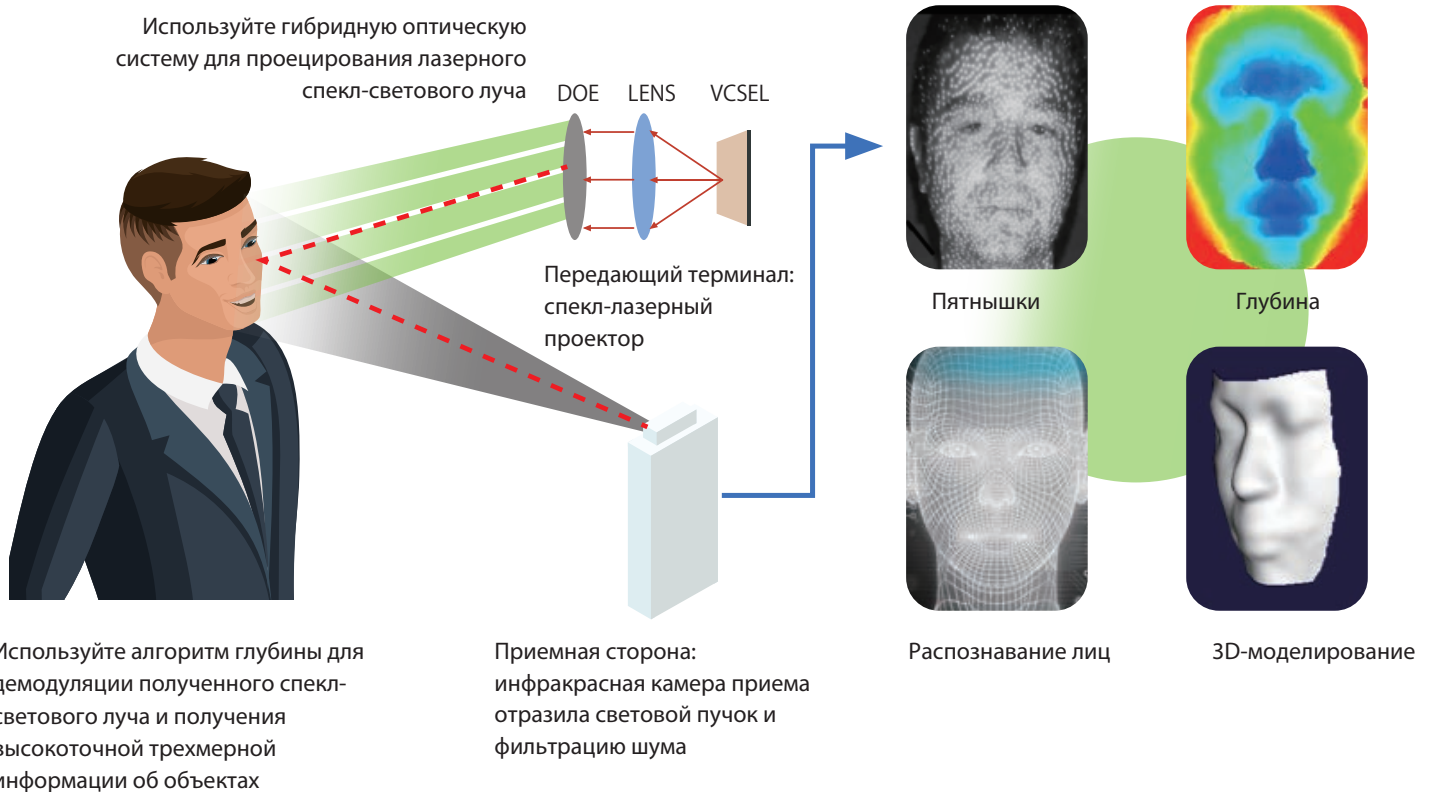 Используйте гибридную оптическую
систему для проецирования лазерного
спекл-светового луча
DOE
LENS
VCSEL
Передающий терминал:
спекл-лазерный
проектор
Пятнышки
Глубина
Используйте алгоритм глубины для
демодуляции полученного спекл-
светового луча и получения
высокоточной трехмерной
информации об объектах
Приемная сторона:
инфракрасная камера приема
отразила световой пучок и
фильтрацию шума
Распознавание лиц
3D-моделирование